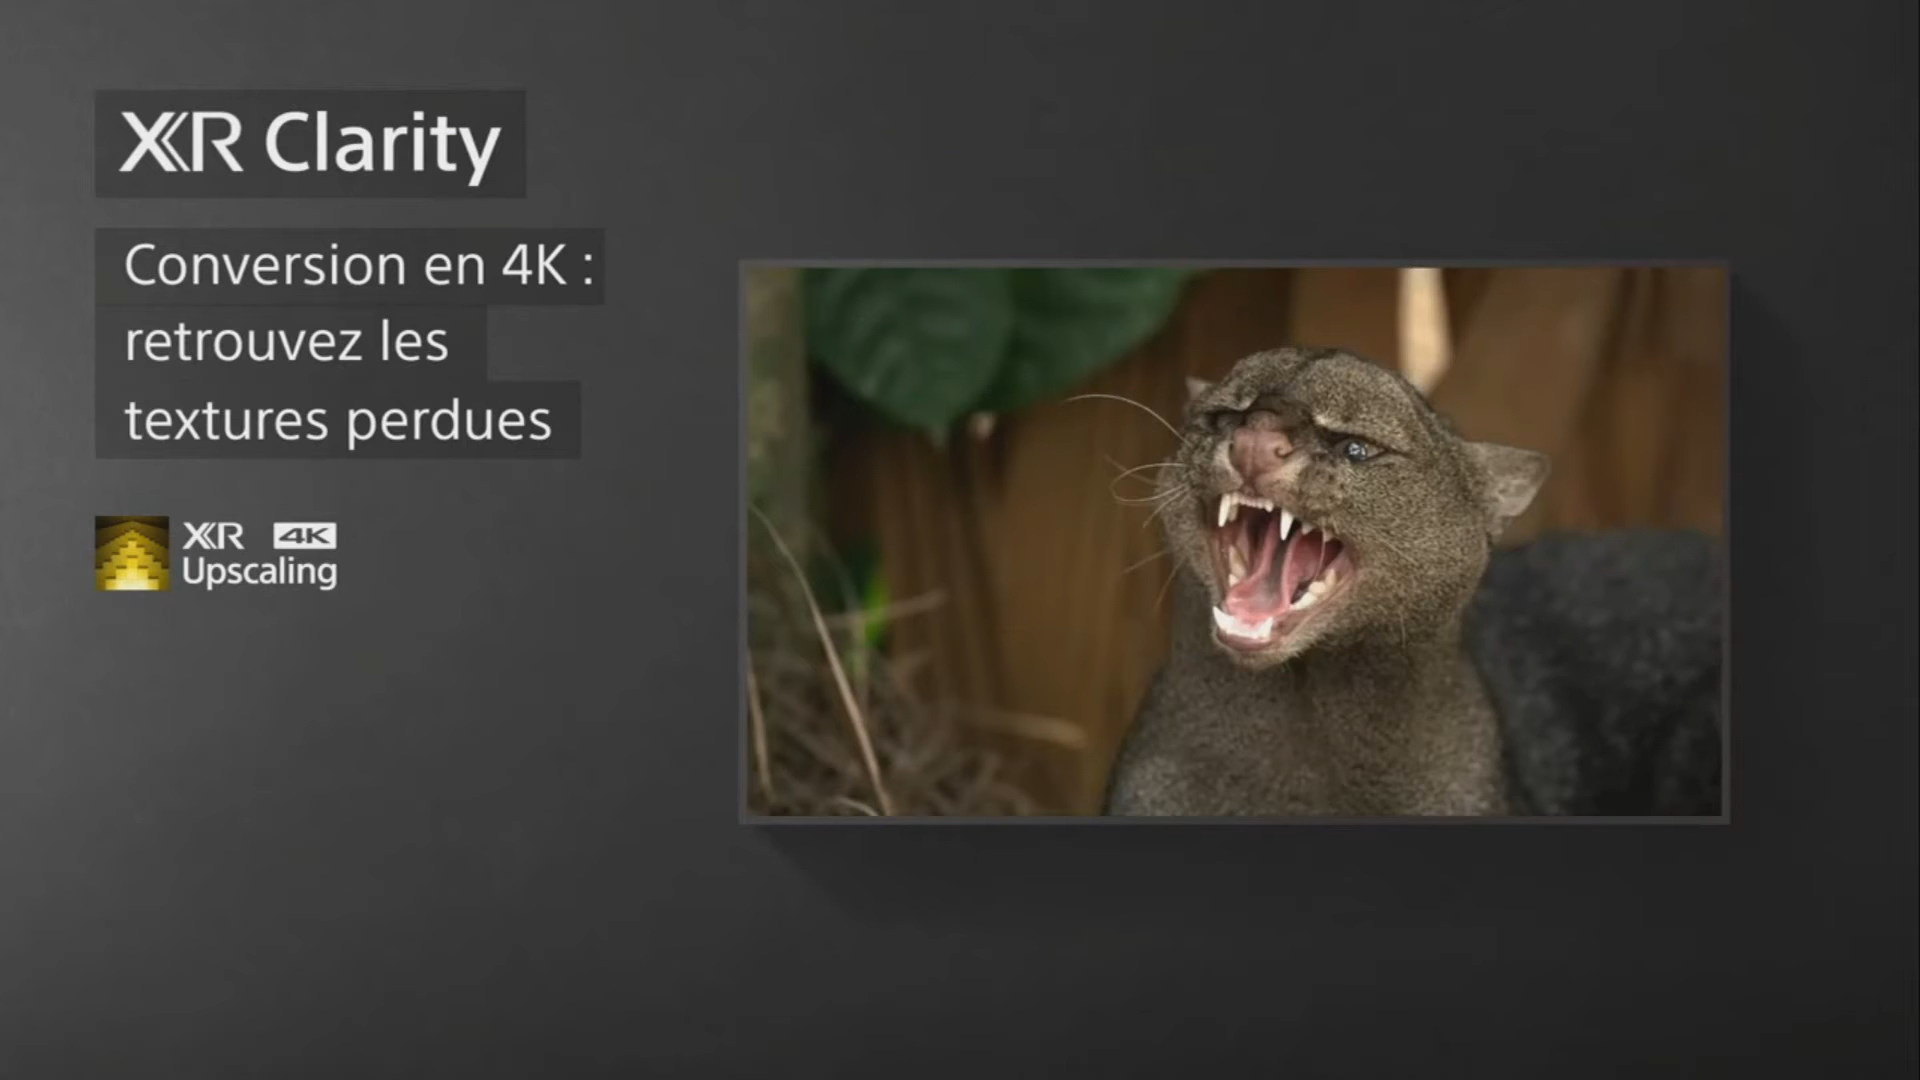 XR Clarity
Conversion en 4K :
retrouvez les
textures perdues
XR 4K
Upscaling